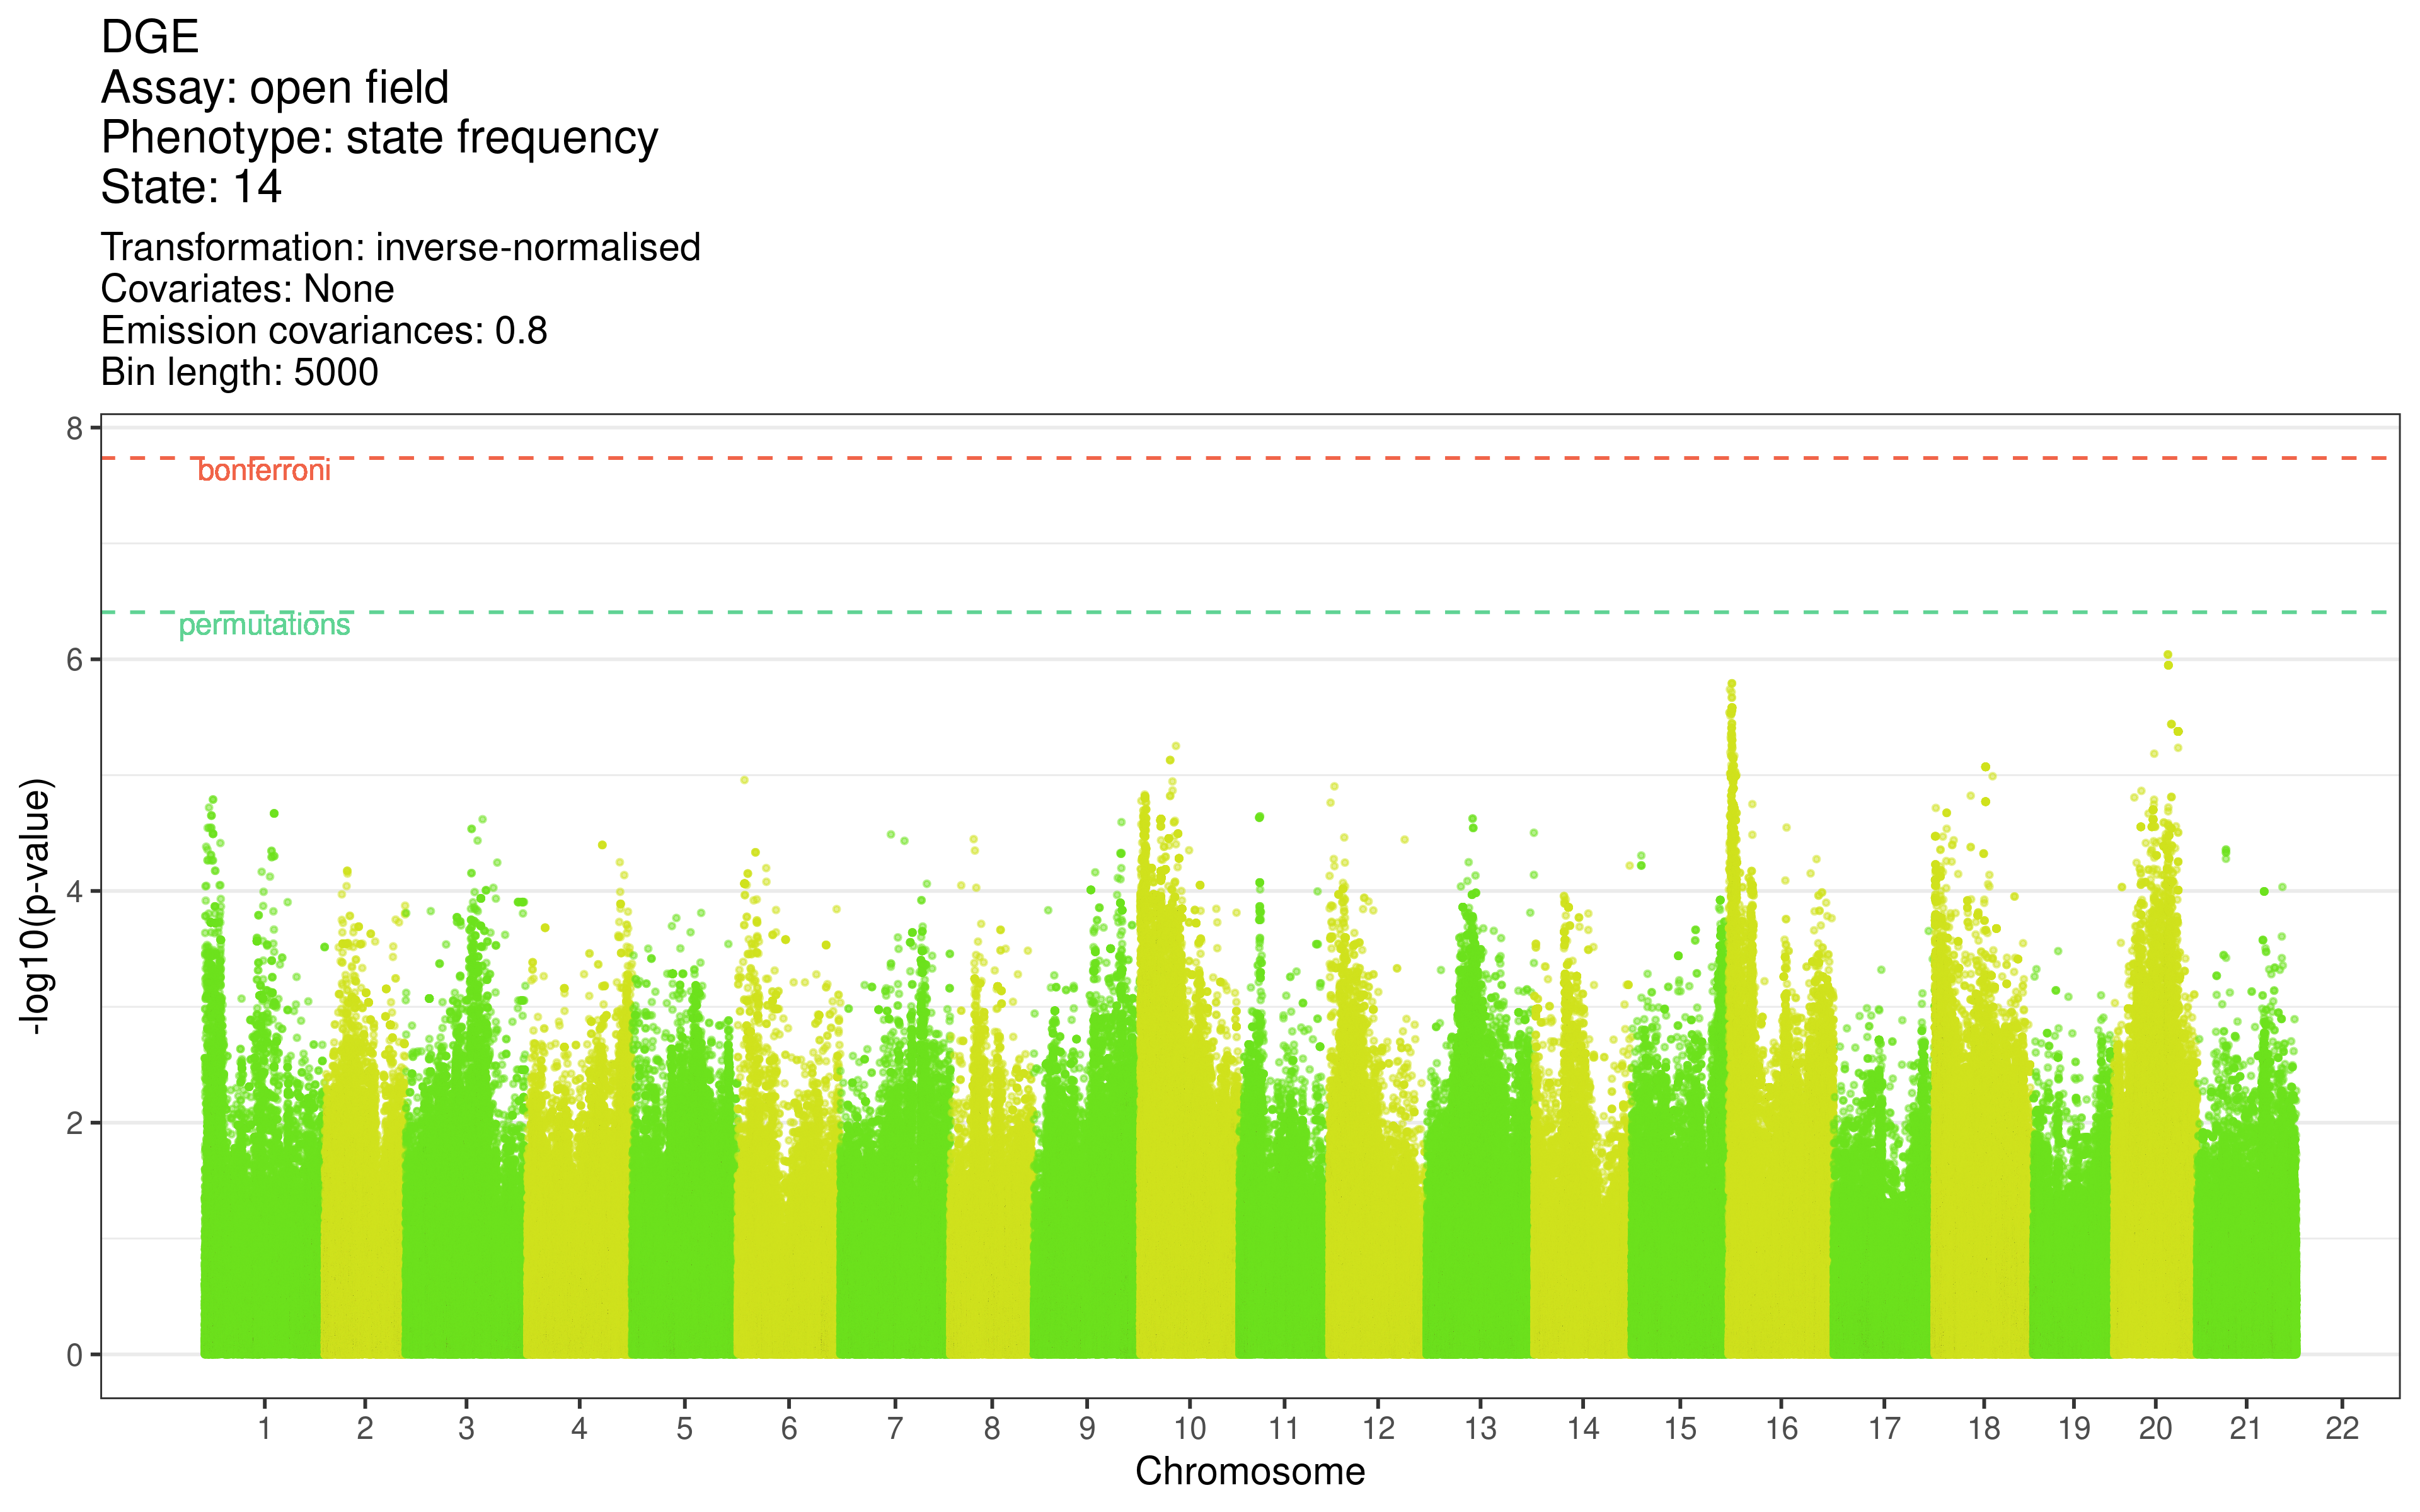 DGE
Assay: open field
Phenotype: state frequency
State: 14
Transformation: inverse-normalised
Covariates: None
Emission covariances: 0.8
Bin length: 5000
8
bonferroni
permutations
6
4
2
0
-log10(p-value)
1 2 3 4 5 6 7 8 9 10 11 12 13 14 15 16 17 18 19 20 21 22
Chromosome